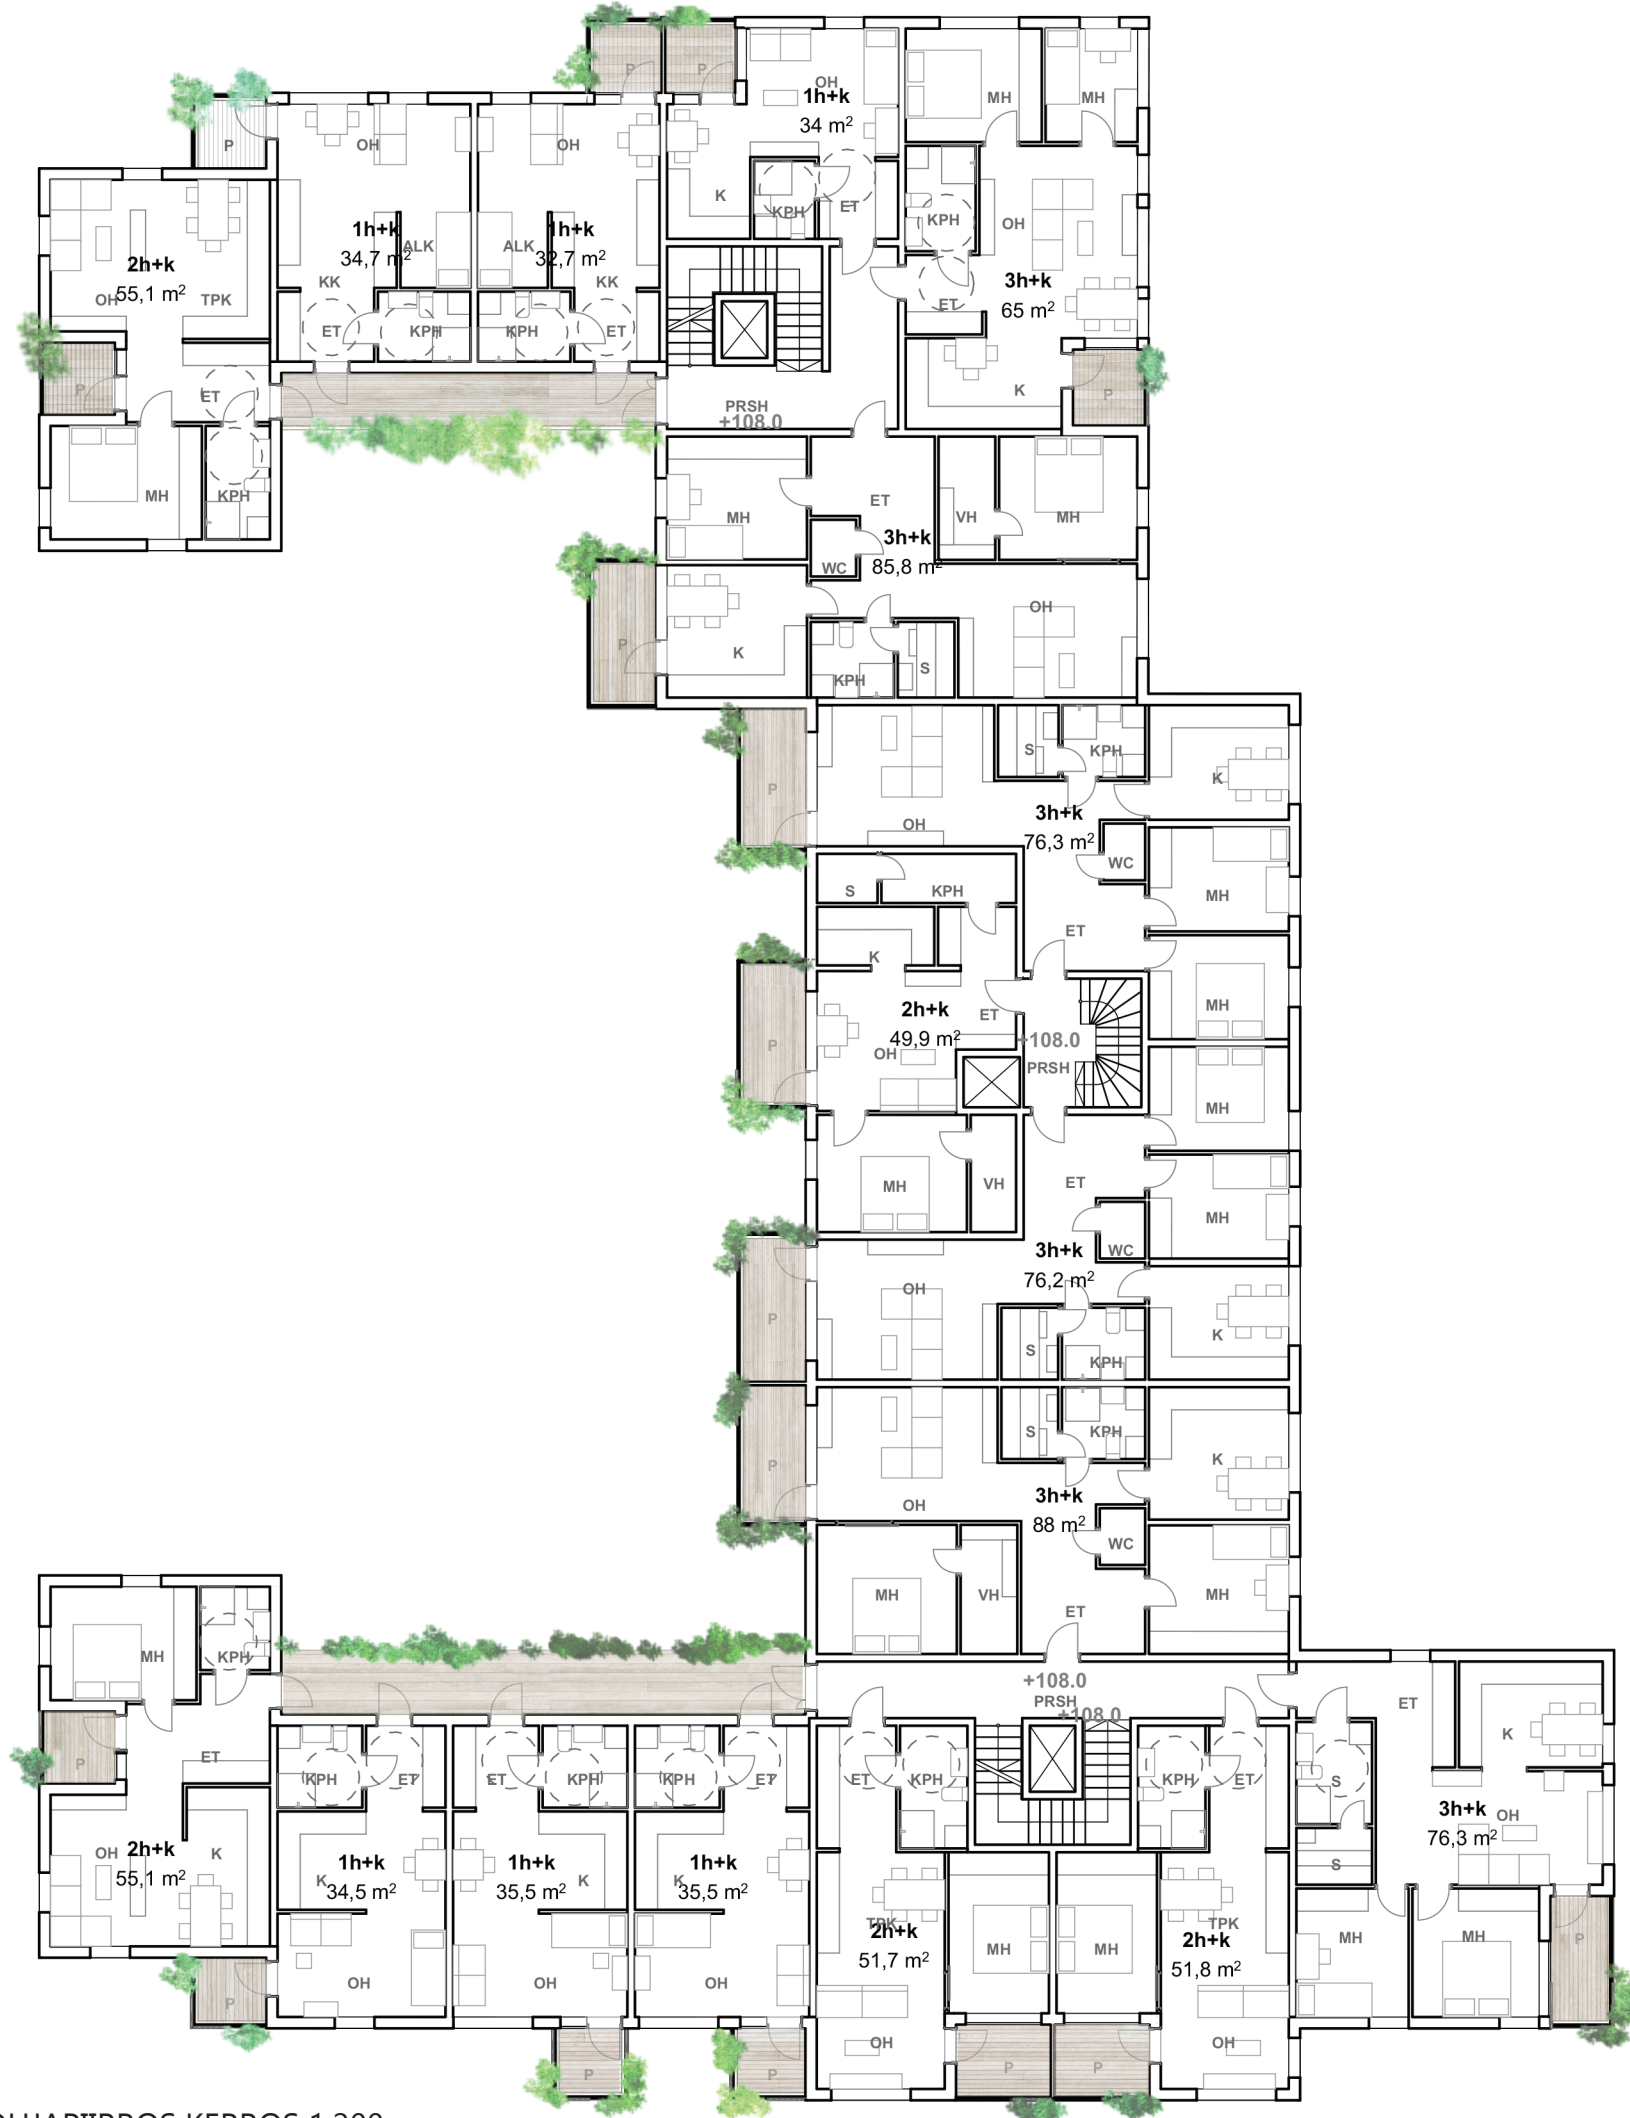 P
P
OH
1h+k
34 m²
MH
MH
P
OH
OH
K
KPH
ET
KPH
OH
1h+k
34,7 m²
ALK
KK
ET
KPH
ALK
1h+k
32,7 m²
KK
KPH
ET
2h+k
55,1 m²
OH
TPK
3h+k
65 m²
ET
K
P
P
ET
MH
KPH
PRSH
+108.0
MH
ET
VH
MH
3h+k
85,8 m²
WC
OH
P
K
KPH
S
P
OH
S
KPH
K
3h+k
76,3 m²
WC
S
KPH
MH
ET
K
2h+k
49,9 m²
ET
OH
P
MH
+108.0
PRSH
MH
MH
VH
ET
MH
3h+k
76,2 m²
WC
OH
P
S
KPH
K
P
S
KPH
K
OH
3h+k
88 m²
WC
MH
VH
ET
MH
MH
KPH
+108.0
PRSH
+108.0
ET
K
P
ET
KPH
ET
ET
KPH
KPH
ET
ET
KPH
KPH
ET
S
S
3h+k
76,3 m²
OH
OH
2h+k
55,1 m²
K
K
1h+k
34,5 m²
1h+k
35,5 m²
K
K
1h+k
35,5 m²
TPK
2h+k
51,7 m²
MH
MH
TPK
2h+k
51,8 m²
MH
MH
P
P
OH
OH
OH
OH
OH
P
P
P
P